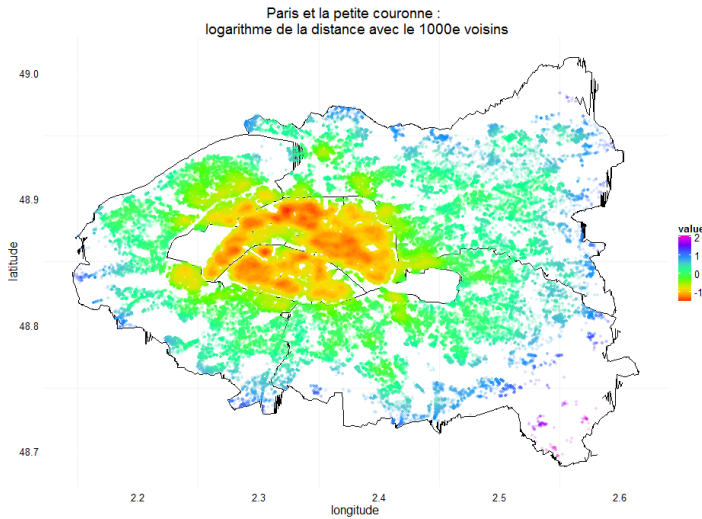 Paris et la petite couronne :
logarithme de la distance avec le 1000e voisins
49.0
48.9
48.8
48.7
latitude
2.2
2.3
2.4
2.5
2.6
longitude
value
2
1
0
-1